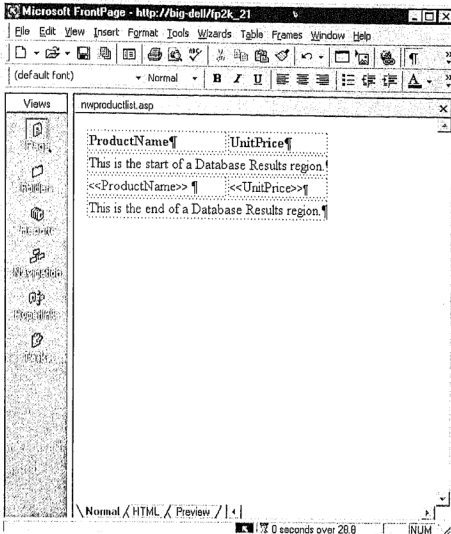 Microsoft FrontPage - http://big-dell/fp2k_21
File Edit View Insert Format Tools Wizards Table Frames Window Help
(default font) Normal B I U A
Views nwproductlist.asp
ProductName¶ UnitPrice¶
This is the start of a Database Results region.¶
<<ProductName>> ¶ <<UnitPrice>>¶
This is the end of a Database Results region.¶
Navigation
Normal / HTML / Preview
0 seconds over 28.8 NUM